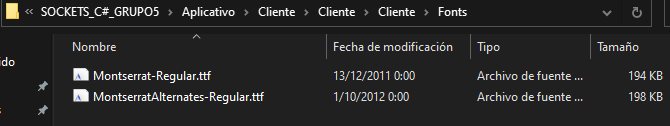 « SOCKETS_C#_GRUPO5 > Aplicativo > Cliente > Cliente > Cliente > Fonts
Nombre Fecha de modificación Tipo Tamaño
ido
Montserrat-Regular.ttf 13/12/2011 0:00 Archivo de fuente ... 194 KB
MontserratAlternates-Regular.ttf 1/10/2012 0:00 Archivo de fuente ... 198 KB